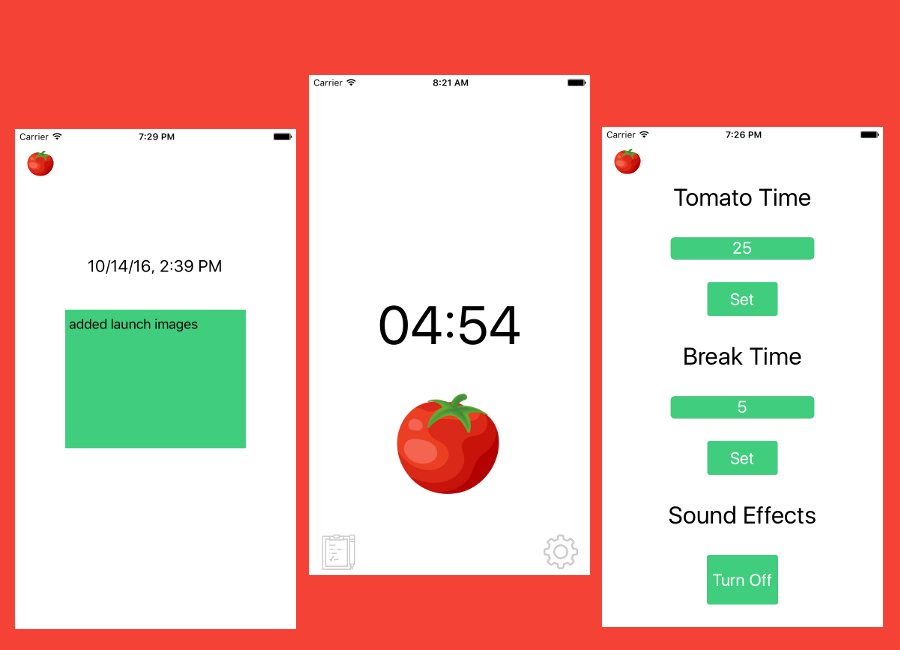 Carrier 7:29 PM
10/14/16, 2:39 PM
added launch images
Carrier 8:21 AM
04:54
Carrier 7:26 PM
Tomato Time
25
Set
Break Time
5
Set
Sound Effects
Turn Off